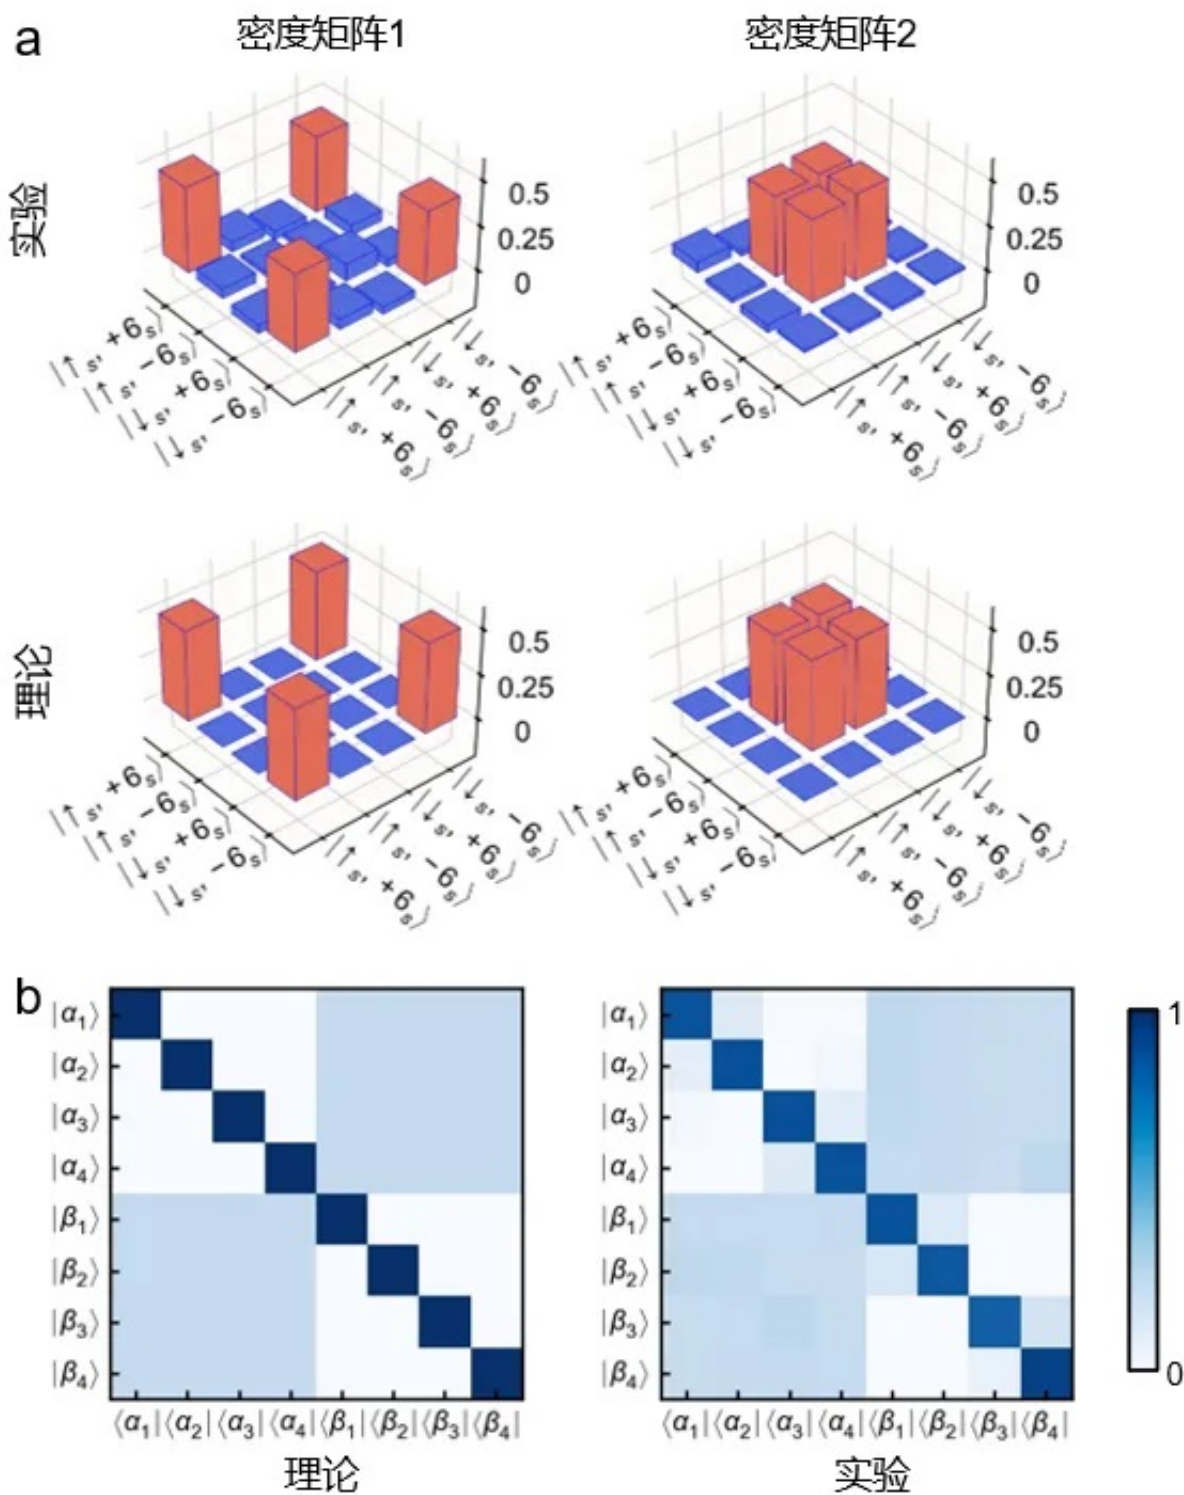 a 密度矩阵1 密度矩阵2
实验
0.5 0.5
0.25 0.25
0 0
|↑s, +6s⟩ |↓s, −6s⟩ |↑s, +6s⟩ |↓s, −6s⟩
|↑s, −6s⟩ |↓s, +6s⟩ |↑s, −6s⟩ |↓s, +6s⟩
|↓s, +6s⟩ |↑s, −6s⟩ |↓s, +6s⟩ |↑s, −6s⟩
|↓s, −6s⟩ |↑s, +6s⟩ |↓s, −6s⟩ |↑s, +6s⟩
理论
0.5 0.5
0.25 0.25
0 0
|↑s, +6s⟩ |↓s, −6s⟩ |↑s, +6s⟩ |↓s, −6s⟩
|↑s, −6s⟩ |↓s, +6s⟩ |↑s, −6s⟩ |↓s, +6s⟩
|↓s, +6s⟩ |↑s, −6s⟩ |↓s, +6s⟩ |↑s, −6s⟩
|↓s, −6s⟩ |↑s, +6s⟩ |↓s, −6s⟩ |↑s, +6s⟩
b
|α₁⟩ |α₁⟩ 1
|α₂⟩ |α₂⟩
|α₃⟩ |α₃⟩
|α₄⟩ |α₄⟩
|β₁⟩ |β₁⟩
|β₂⟩ |β₂⟩
|β₃⟩ |β₃⟩
|β₄⟩ |β₄⟩ 0
⟨α₁| ⟨α₂| ⟨α₃| ⟨α₄| ⟨β₁| ⟨β₂| ⟨β₃| ⟨β₄| ⟨α₁| ⟨α₂| ⟨α₃| ⟨α₄| ⟨β₁| ⟨β₂| ⟨β₃| ⟨β₄|
理论 实验